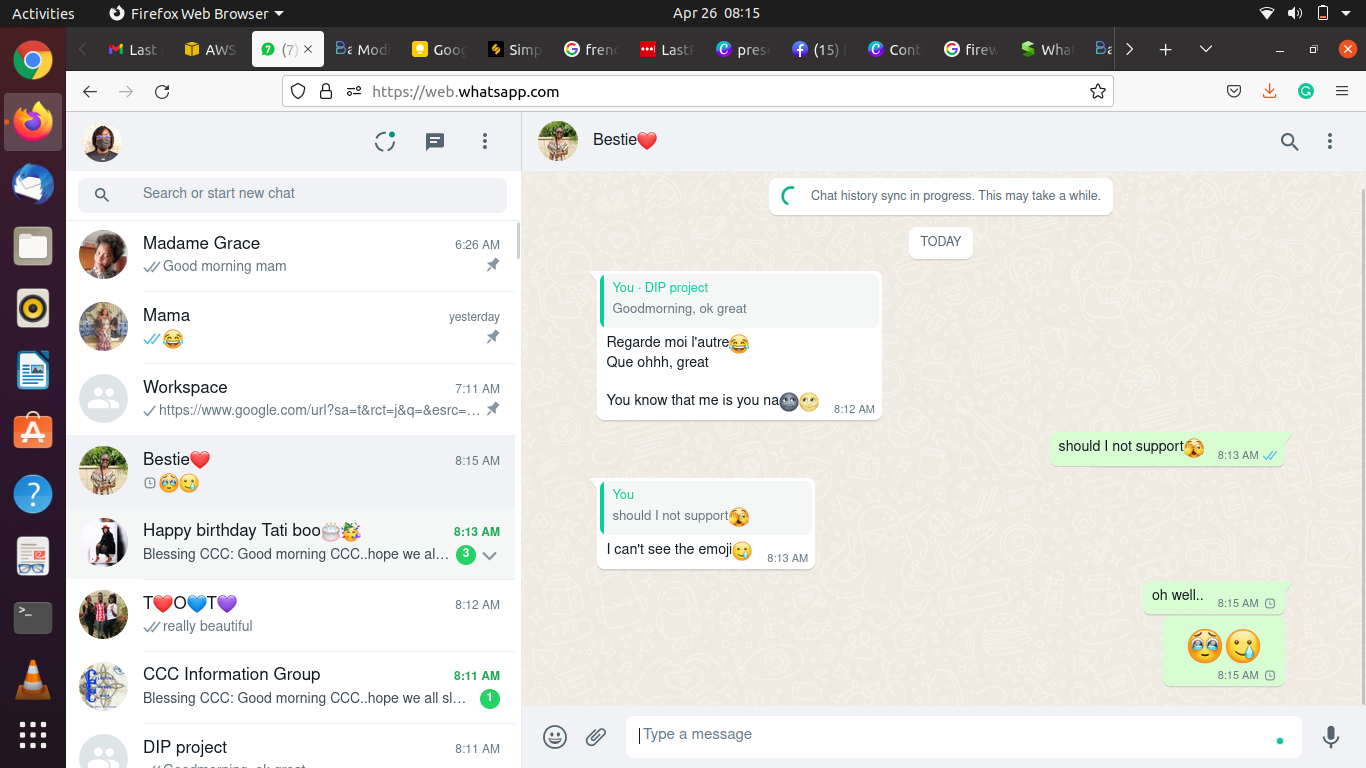 Activities
Firefox Web Browser
Apr 26 08:15
Last
AWS
(7)
Modi
Goog
Simp
frenc
LastP
pres
(15)
Cont
firew
What
https://web.whatsapp.com
Search or start new chat
Madame Grace
6:26 AM
Good morning mam
Mama
yesterday
😂
Workspace
7:11 AM
https://www.google.com/url?sa=t&rct=j&q=&esrc=...
Bestie❤️
8:15 AM
🥹🥲
Happy birthday Tati boo🎂🥳
8:13 AM
Blessing CCC: Good morning CCC..hope we al...
3
T❤️O💙T💜
8:12 AM
really beautiful
CCC Information Group
8:11 AM
Blessing CCC: Good morning CCC..hope we all sl...
1
DIP project
8:11 AM
Goodmorning, ok great
Bestie❤️
Chat history sync in progress. This may take a while.
TODAY
You · DIP project
Goodmorning, ok great
Regarde moi l'autre😂
Que ohhh, great
You know that me is you na🌚🌝
8:12 AM
should I not support🫣
8:13 AM
You
should I not support🫣
I can't see the emoji🥲
8:13 AM
oh well..
8:15 AM
🥹🥲
8:15 AM
Type a message